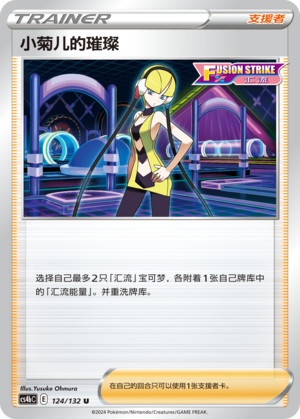 TRAINER 支援者
小菊儿的璀璨
FUSION STRIKE
汇流
选择自己最多2只「汇流」宝可梦，各附着1张自己牌库中
的「汇流能量」。并重洗牌库。
Illus.Yusuke Ohmura
CS4bC E 124/132 U
在自己的回合只可以使用1张支援者卡。
©2024 Pokémon/Nintendo/Creatures/GAME FREAK.